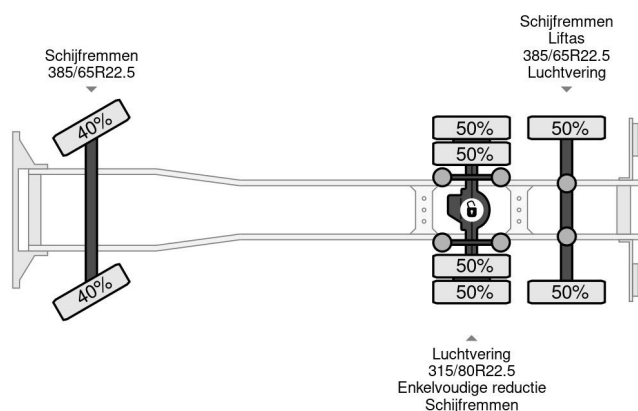 Schijfremmen
Liftas
385/65R22.5
Luchtvering
Schijfremmen
385/65R22.5
40%
50%
50%
50%
40%
50%
50%
50%
Luchtvering
315/80R22.5
Enkelvoudige reductie
Schijfremmen